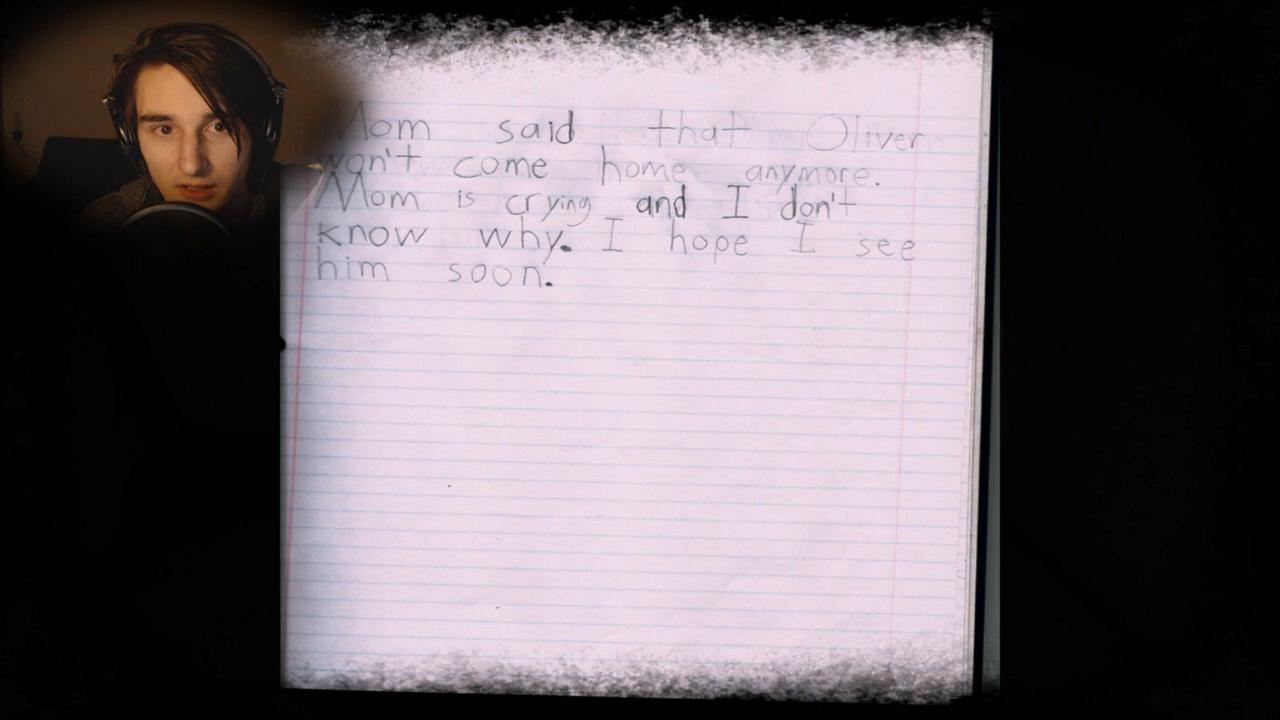 Mom said that Oliver
won't come home anymore.
Mom is crying and I don't
know why. I hope I see
him soon.